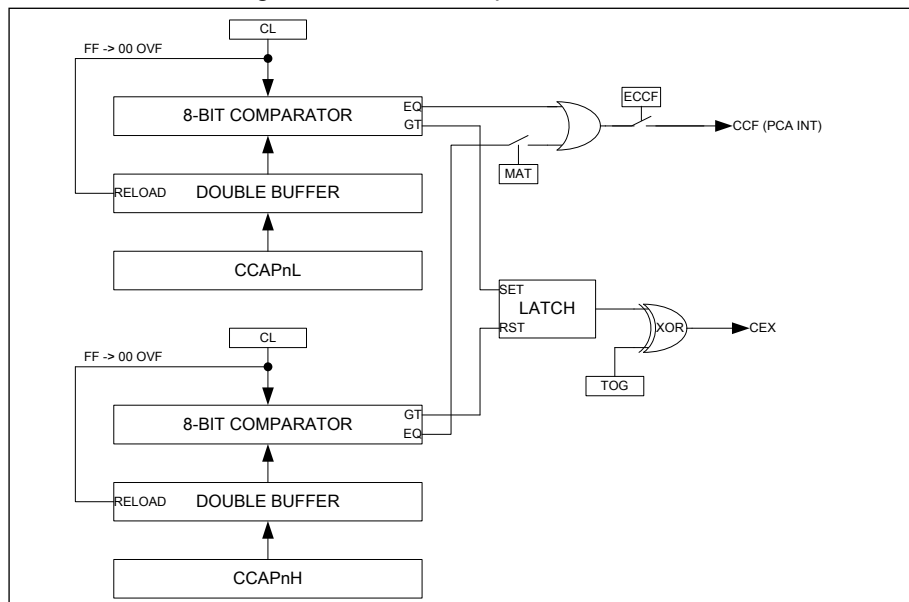 CL
FF -> 00 OVF
8-BIT COMPARATOR
EQ
GT
ECCF
CCF (PCA INT)
MAT
RELOAD
DOUBLE BUFFER
CCAPnL
SET
LATCH
RST
XOR
CEX
TOG
CL
FF -> 00 OVF
8-BIT COMPARATOR
GT
EQ
RELOAD
DOUBLE BUFFER
CCAPnH